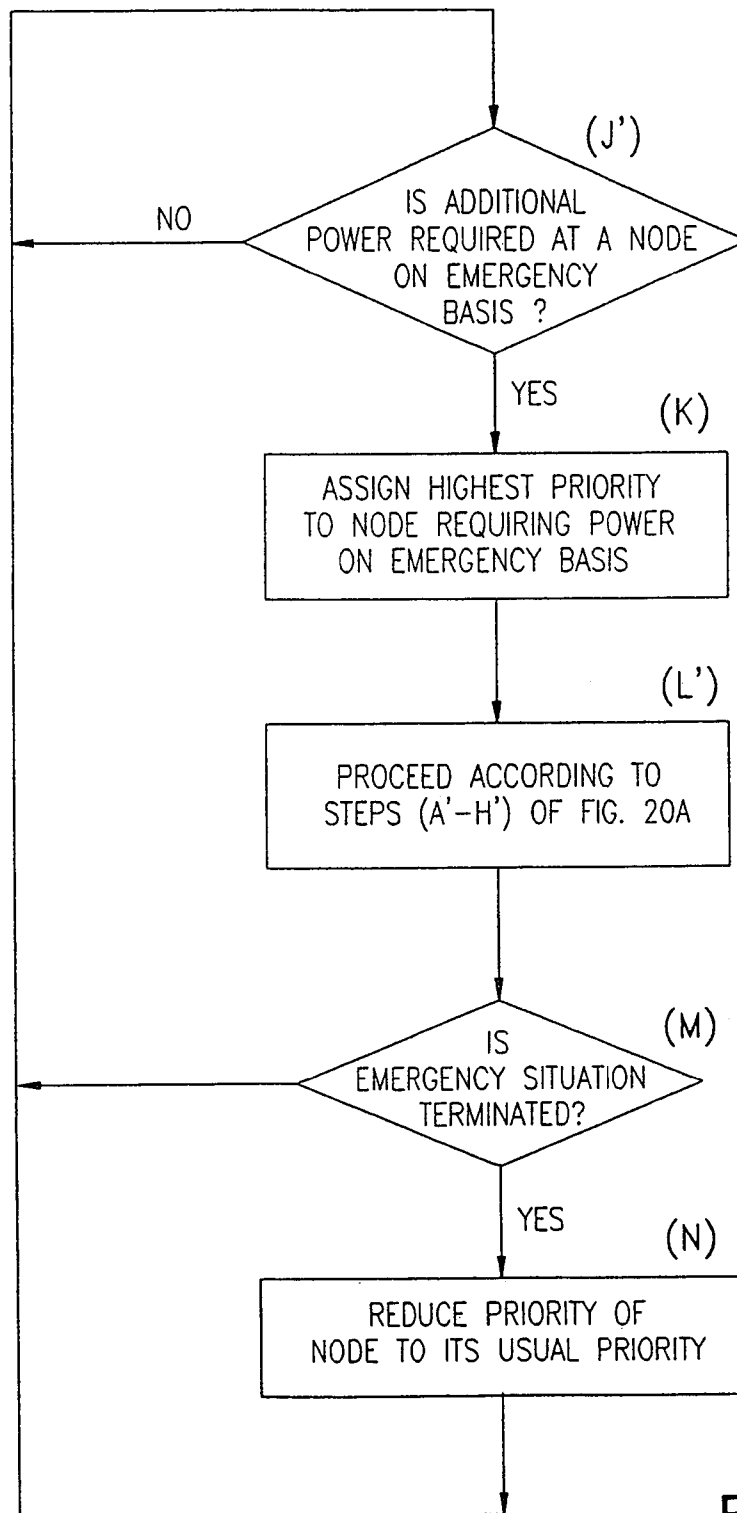 (J')
IS ADDITIONAL
POWER REQUIRED AT A NODE
ON EMERGENCY
BASIS ?
NO
YES
(K)
ASSIGN HIGHEST PRIORITY
TO NODE REQUIRING POWER
ON EMERGENCY BASIS
(L')
PROCEED ACCORDING TO
STEPS (A'-H') OF FIG. 20A
(M)
IS
EMERGENCY SITUATION
TERMINATED?
YES
(N)
REDUCE PRIORITY OF
NODE TO ITS USUAL PRIORITY